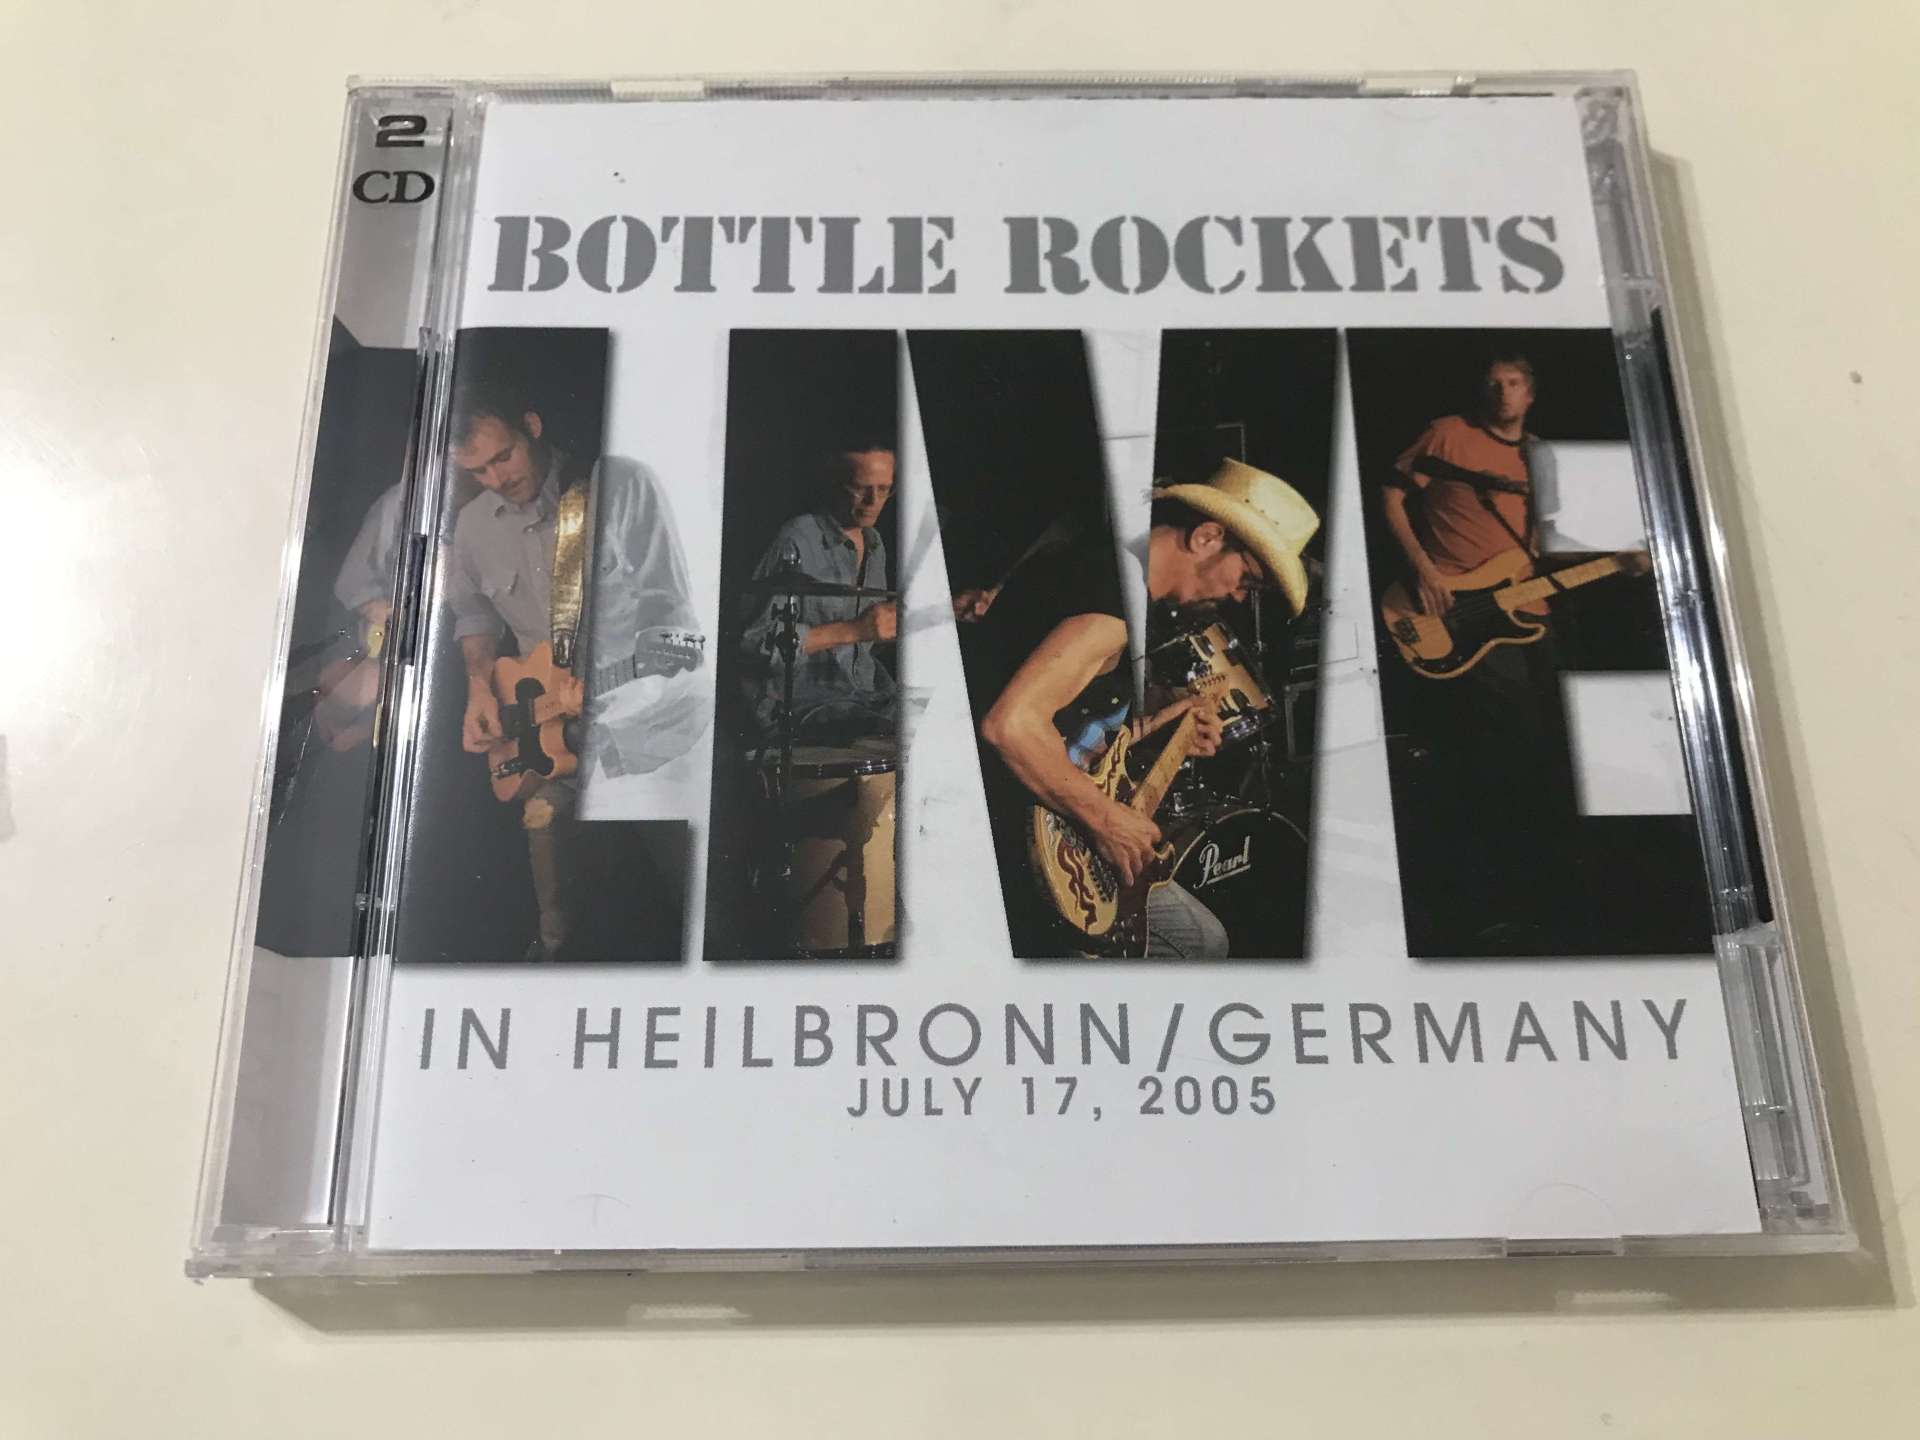 2
CD
BOTTLE ROCKETS
LIVE
Pearl
IN HEILBRONN/GERMANY
JULY 17, 2005